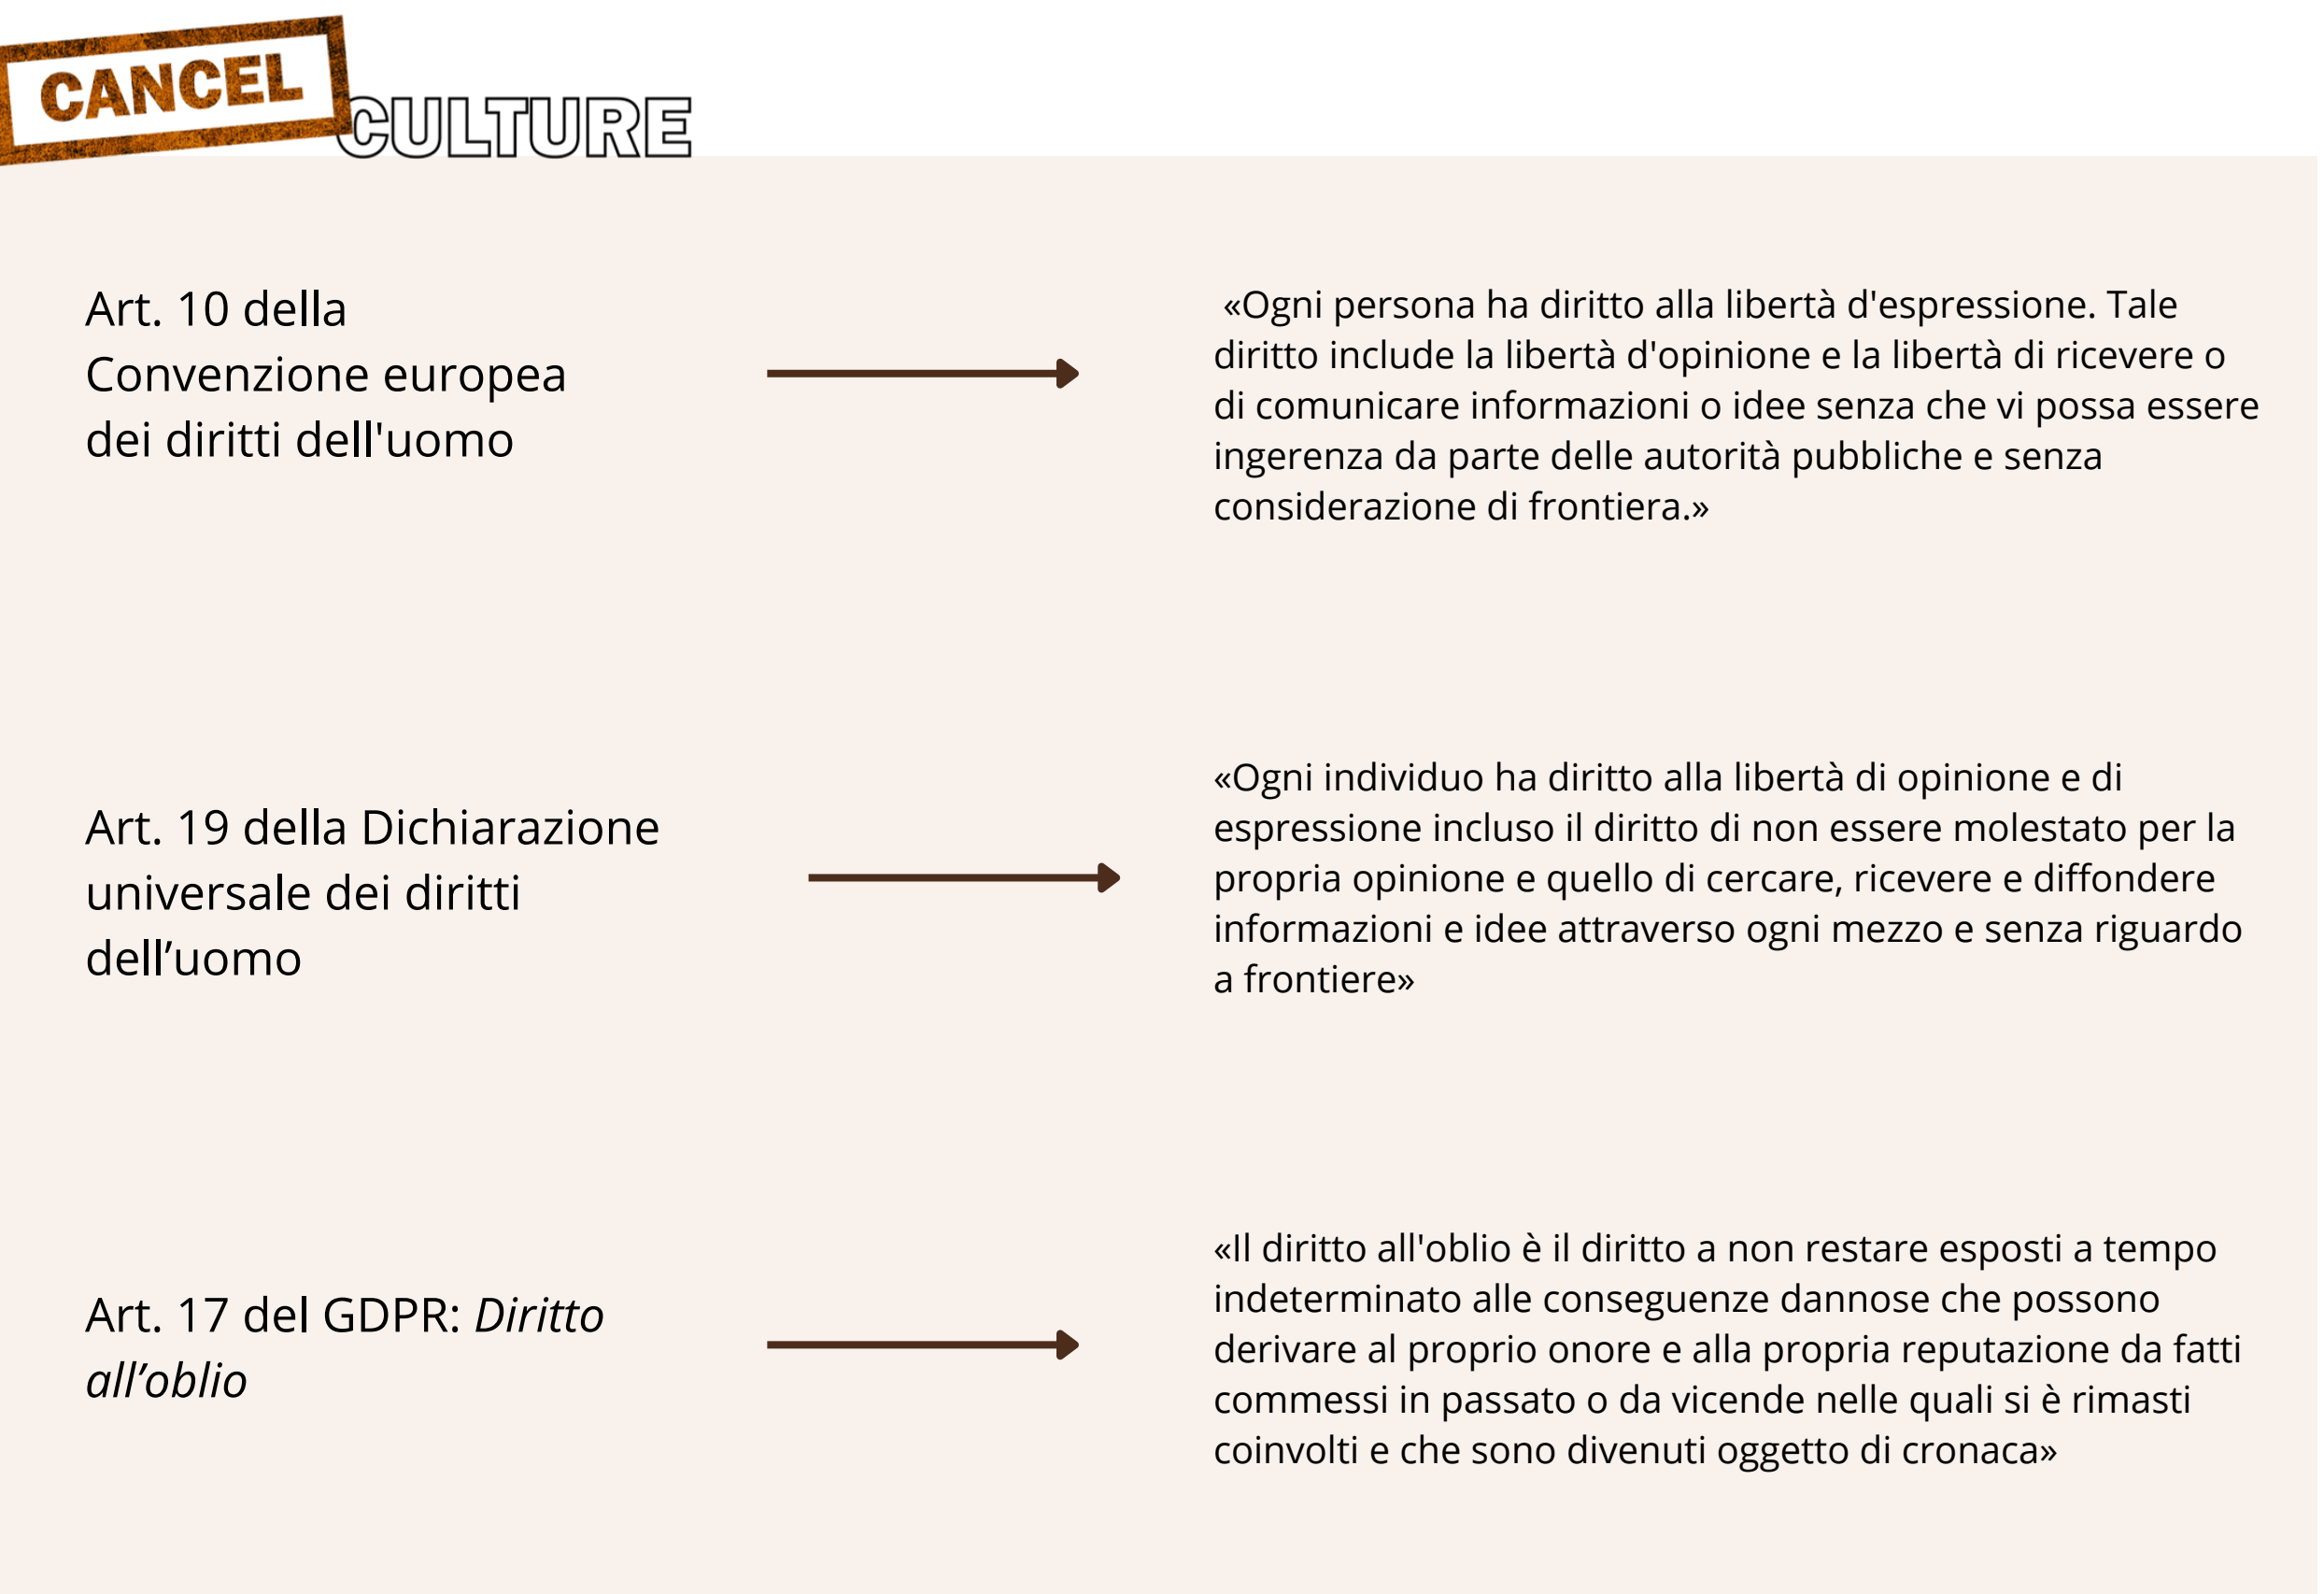 CANCEL
CULTURE
Art. 10 della
Convenzione europea
dei diritti dell'uomo
«Ogni persona ha diritto alla libertà d'espressione. Tale
diritto include la libertà d'opinione e la libertà di ricevere o
di comunicare informazioni o idee senza che vi possa essere
ingerenza da parte delle autorità pubbliche e senza
considerazione di frontiera.»
Art. 19 della Dichiarazione
universale dei diritti
dell’uomo
«Ogni individuo ha diritto alla libertà di opinione e di
espressione incluso il diritto di non essere molestato per la
propria opinione e quello di cercare, ricevere e diffondere
informazioni e idee attraverso ogni mezzo e senza riguardo
a frontiere»
Art. 17 del GDPR: Diritto
all’oblio
«Il diritto all'oblio è il diritto a non restare esposti a tempo
indeterminato alle conseguenze dannose che possono
derivare al proprio onore e alla propria reputazione da fatti
commessi in passato o da vicende nelle quali si è rimasti
coinvolti e che sono divenuti oggetto di cronaca»